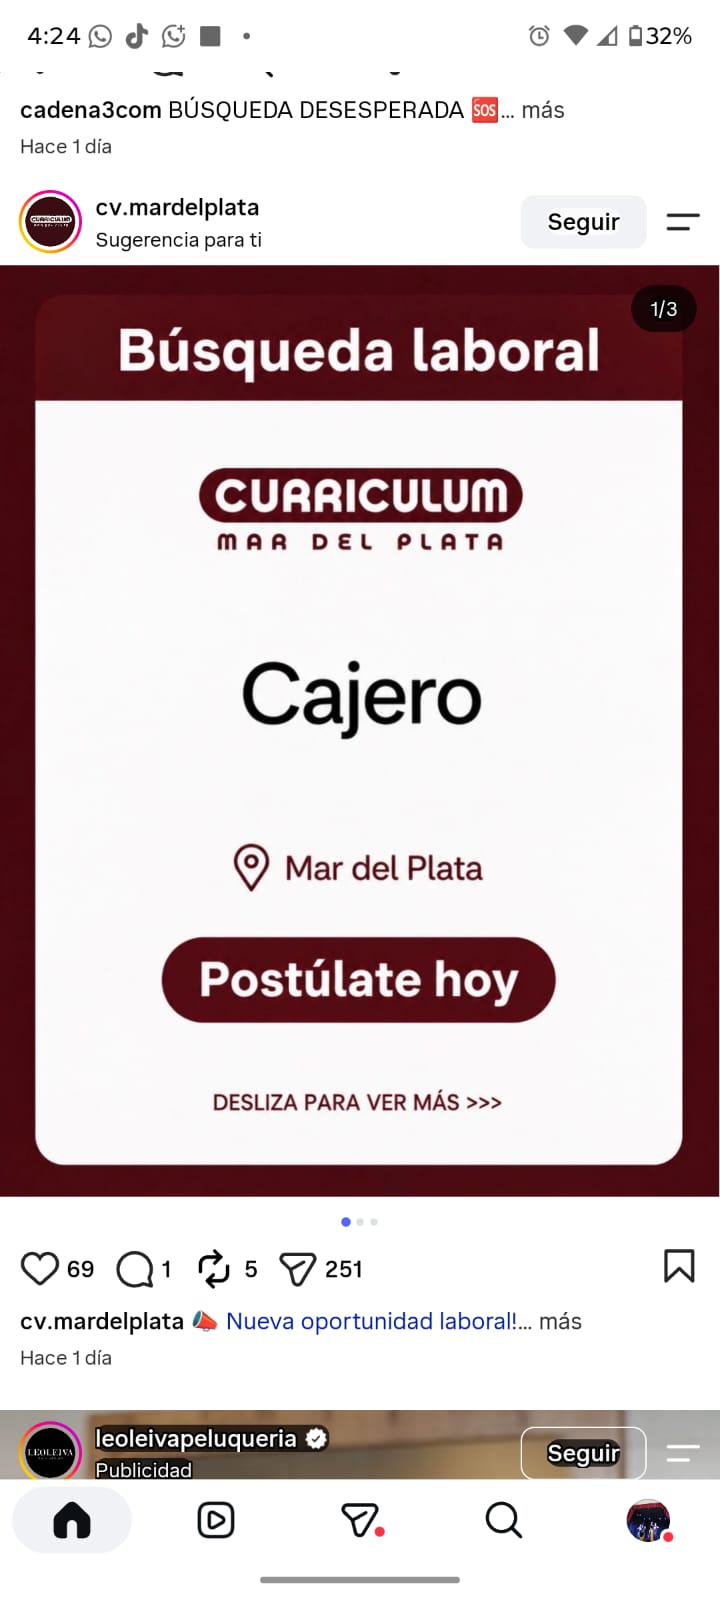 4:24
32%
cadena3com BÚSQUEDA DESESPERADA 🆘... más
Hace 1 día
cv.mardelplata
Sugerencia para ti
Seguir
1/3
Búsqueda laboral
CURRICULUM
MAR DEL PLATA
Cajero
Mar del Plata
Postúlate hoy
DESLIZA PARA VER MÁS >>>
69 1 5 251
cv.mardelplata 📣 Nueva oportunidad laboral!... más
Hace 1 día
LEOLEIVA
leoleivapeluqueria
Publicidad
Seguir